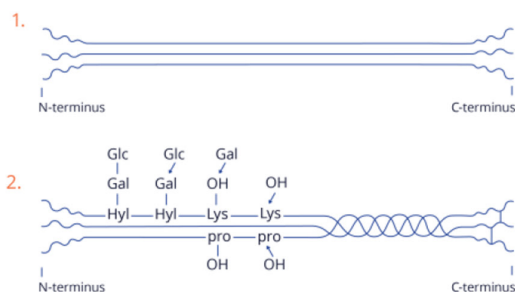 1.
N-terminus C-terminus
Glc Glc Gal
2. Gal Gal OH OH
Hyl Hyl Lys Lys
pro pro
OH OH
N-terminus C-terminus